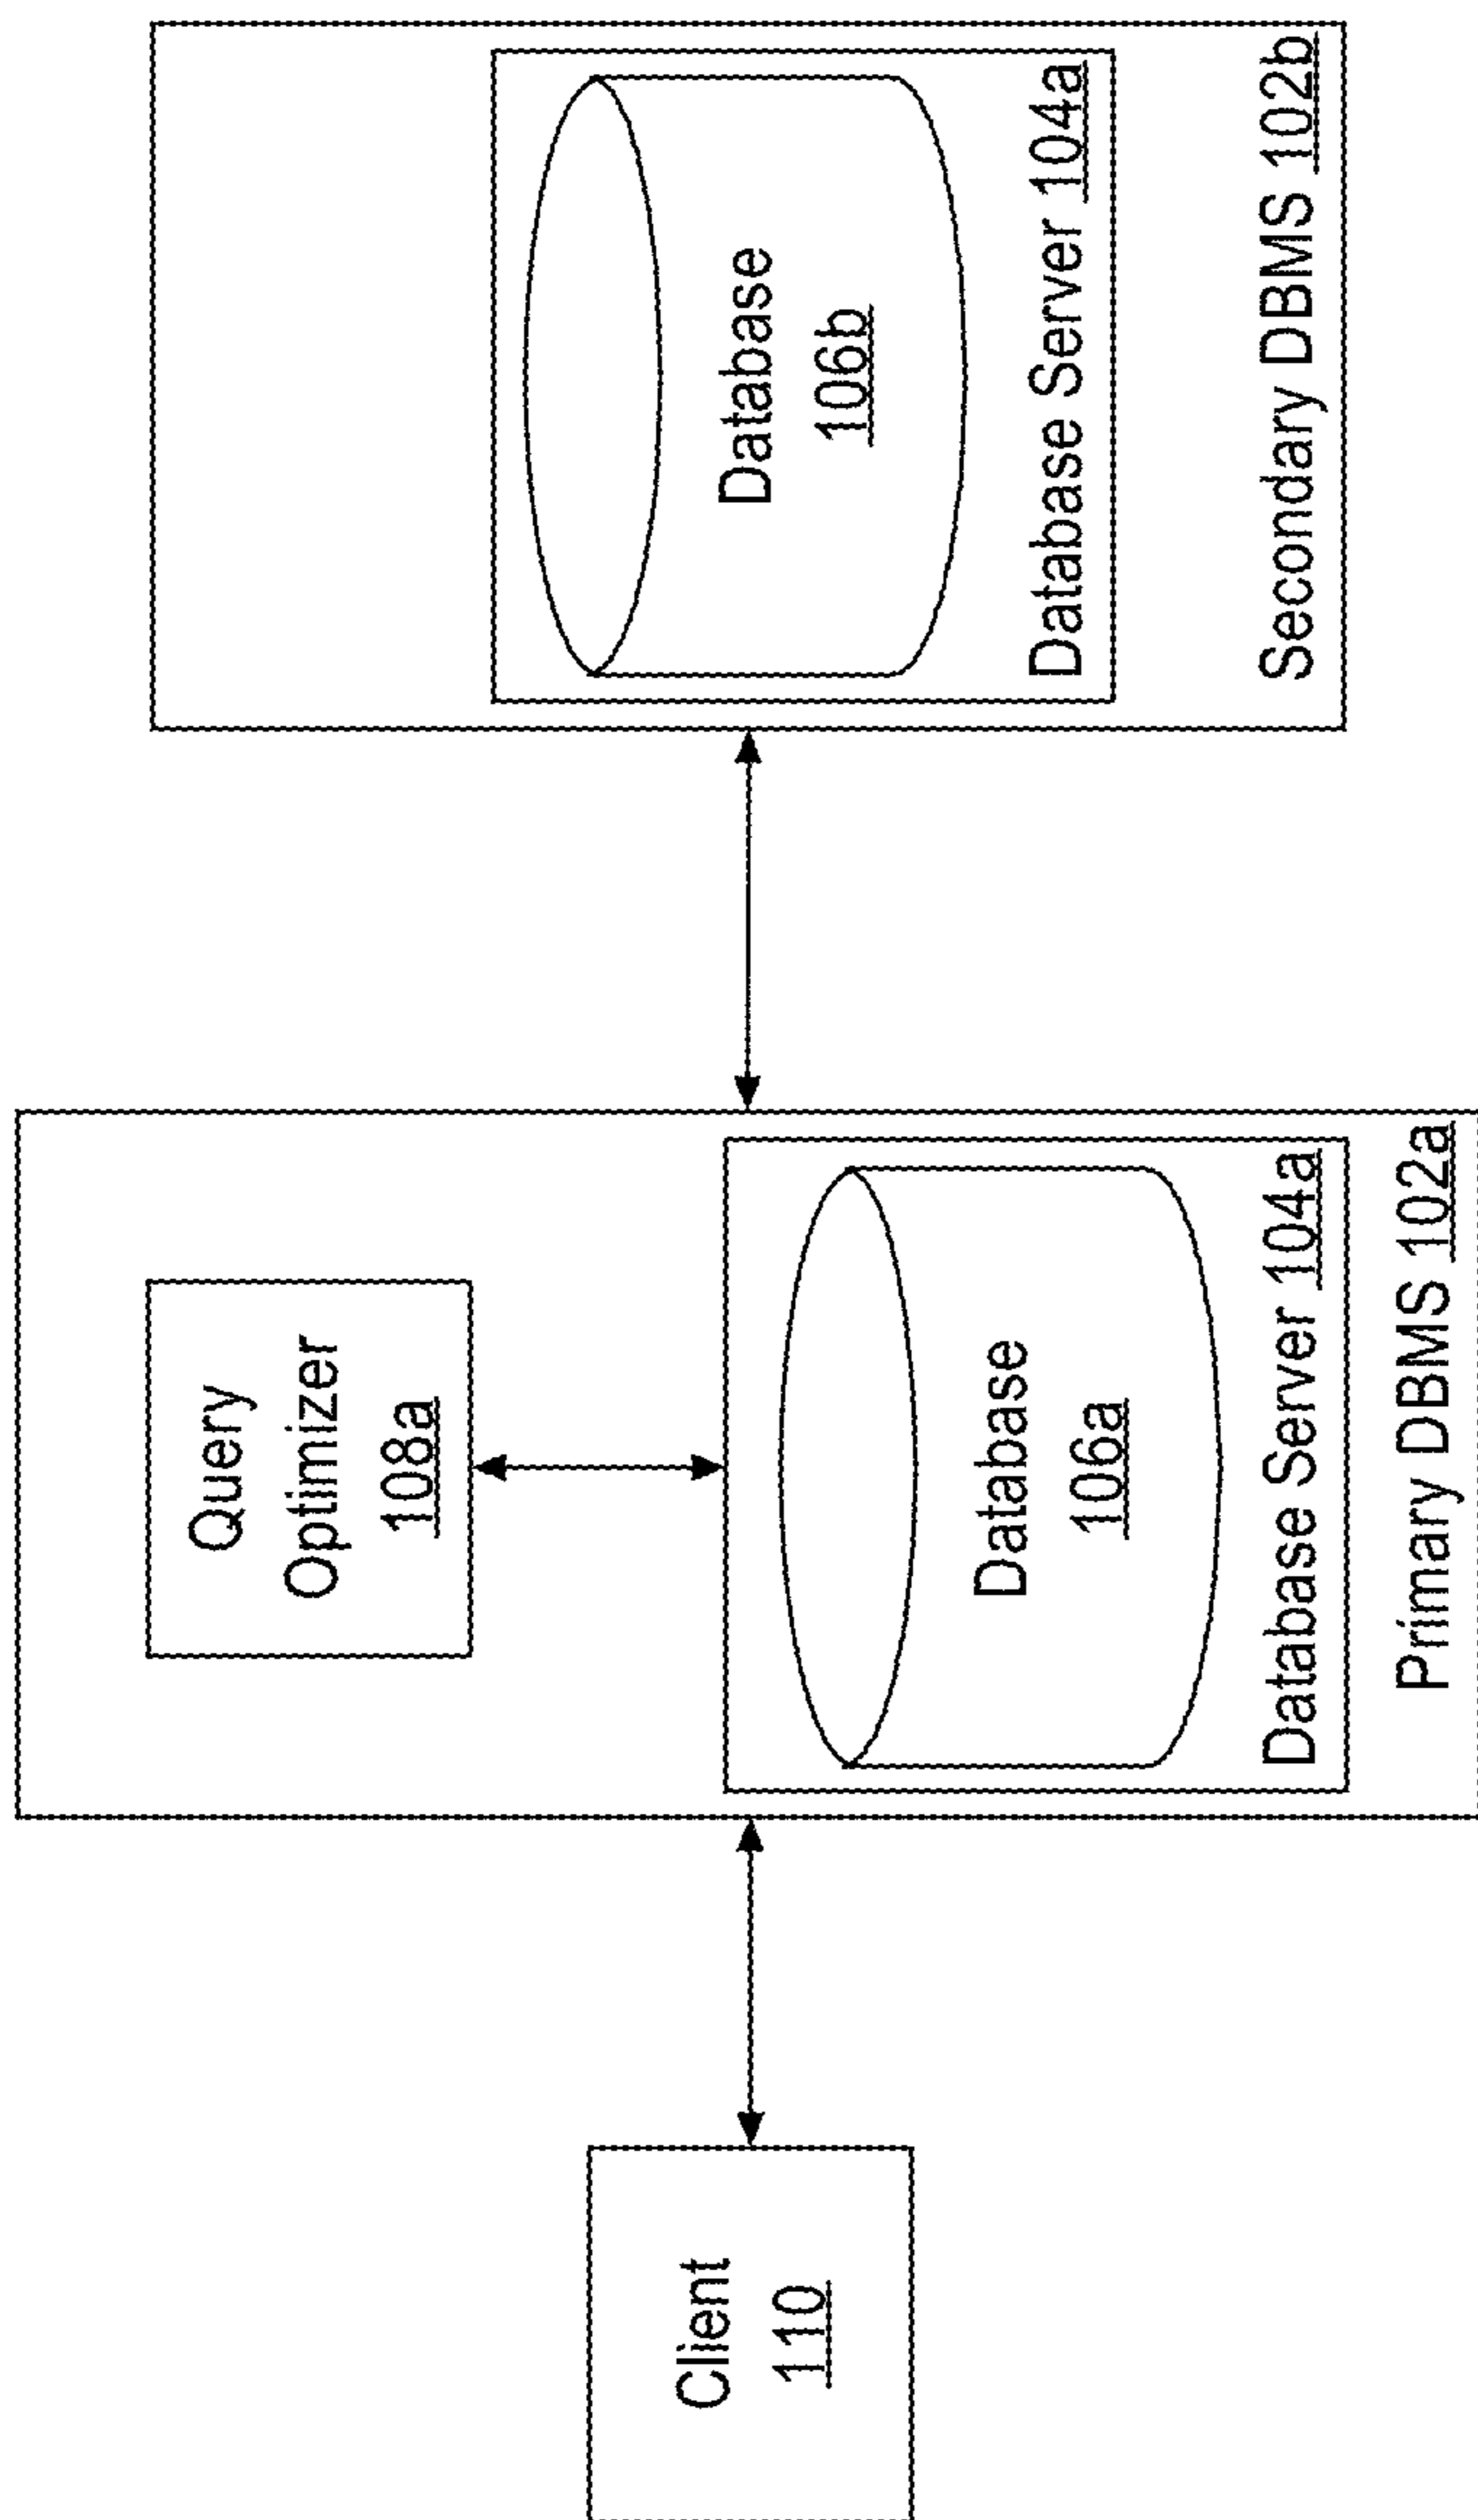 Client
110
Query
Optimizer
108a
Database
106a
Database Server 104a
Primary DBMS 102a
Database
106b
Database Server 104a
Secondary DBMS 102b